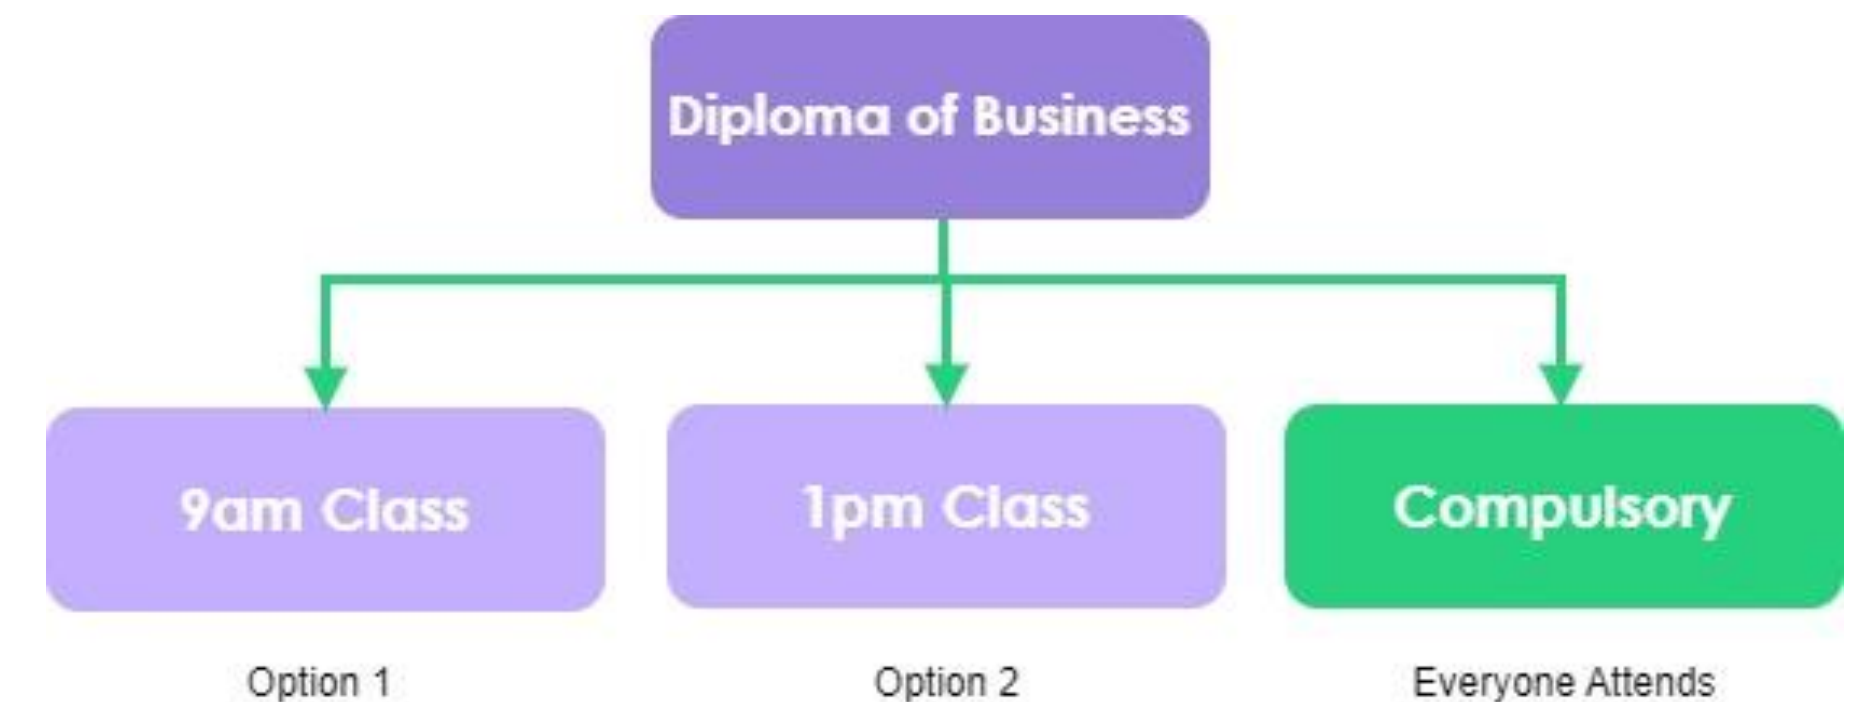 Diploma of Business
9am Class
1pm Class
Compulsory
Option 1
Option 2
Everyone Attends